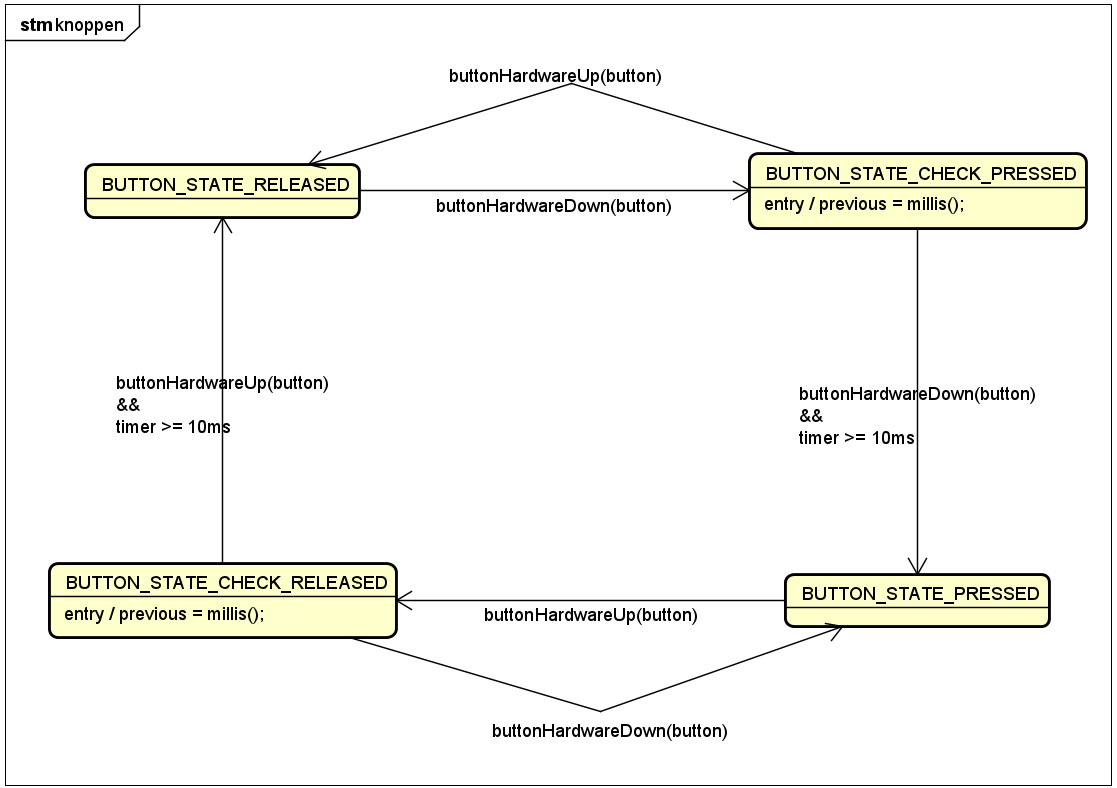 stm knoppen
buttonHardwareUp(button)
BUTTON_STATE_RELEASED
BUTTON_STATE_CHECK_PRESSED
entry / previous = millis();
buttonHardwareDown(button)
buttonHardwareUp(button)
&&
timer >= 10ms
buttonHardwareDown(button)
&&
timer >= 10ms
BUTTON_STATE_CHECK_RELEASED
entry / previous = millis();
BUTTON_STATE_PRESSED
buttonHardwareUp(button)
buttonHardwareDown(button)